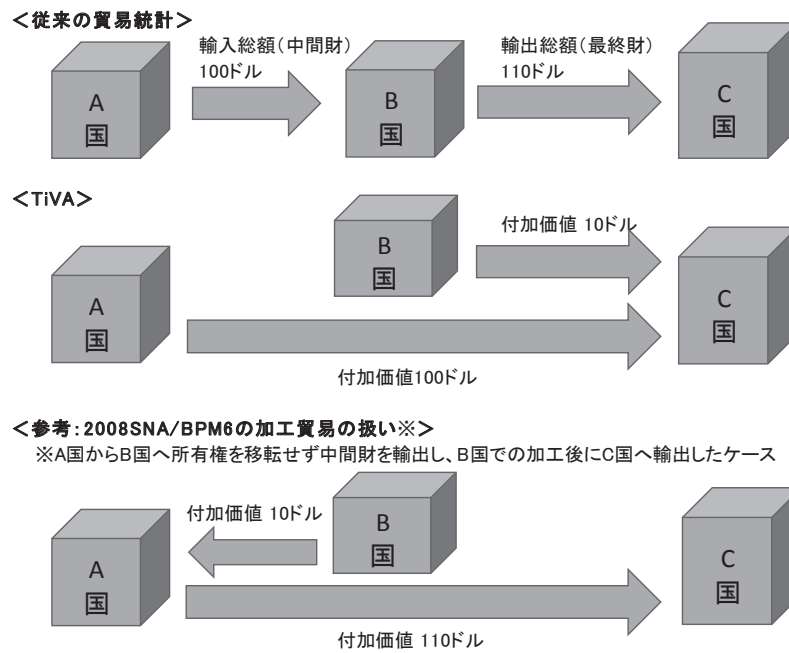 ＜従来の貿易統計＞
輸入総額（中間財）
100ドル
輸出総額（最終財）
110ドル
A
国
B
国
C
国
＜TiVA＞
付加価値 10ドル
B
国
A
国
C
国
付加価値100ドル
＜参考：2008SNA/BPM6の加工貿易の扱い※＞
※A国からB国へ所有権を移転せず中間財を輸出し、B国での加工後にC国へ輸出したケース
付加価値 10ドル
B
国
A
国
C
国
付加価値 110ドル